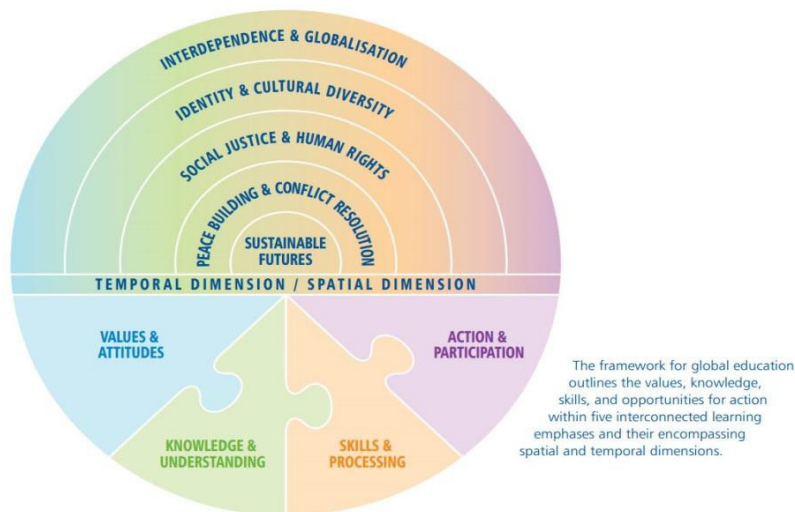 INTERDEPENDENCE & GLOBALISATION
IDENTITY & CULTURAL DIVERSITY
SOCIAL JUSTICE & HUMAN RIGHTS
PEACE BUILDING & CONFLICT RESOLUTION
SUSTAINABLE
FUTURES
TEMPORAL DIMENSION / SPATIAL DIMENSION
VALUES &
ATTITUDES
ACTION &
PARTICIPATION
KNOWLEDGE &
UNDERSTANDING
SKILLS &
PROCESSING
The framework for global education
outlines the values, knowledge,
skills, and opportunities for action
within five interconnected learning
emphases and their encompassing
spatial and temporal dimensions.